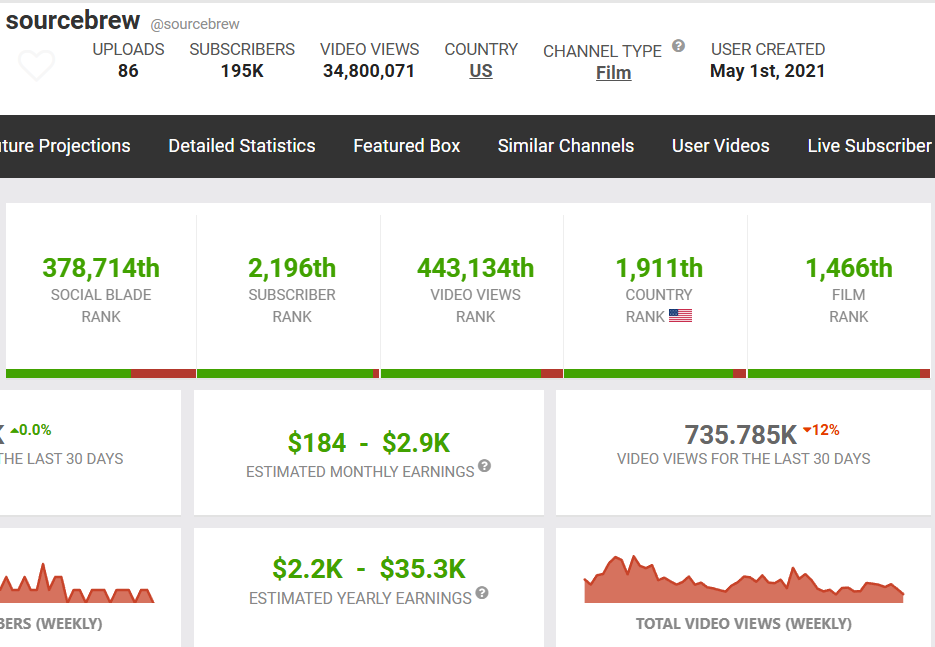 sourcebrew @sourcebrew
UPLOADS SUBSCRIBERS VIDEO VIEWS COUNTRY CHANNEL TYPE ? USER CREATED
86 195K 34,800,071 US Film May 1st, 2021
ture Projections Detailed Statistics Featured Box Similar Channels User Videos Live Subscriber
378,714th 2,196th 443,134th 1,911th 1,466th
SOCIAL BLADE SUBSCRIBER VIDEO VIEWS COUNTRY FILM
RANK RANK RANK RANK RANK
K 0.0%
THE LAST 30 DAYS
$184 - $2.9K
ESTIMATED MONTHLY EARNINGS ?
735.785K 12%
VIDEO VIEWS FOR THE LAST 30 DAYS
BERS (WEEKLY)
$2.2K - $35.3K
ESTIMATED YEARLY EARNINGS ?
TOTAL VIDEO VIEWS (WEEKLY)